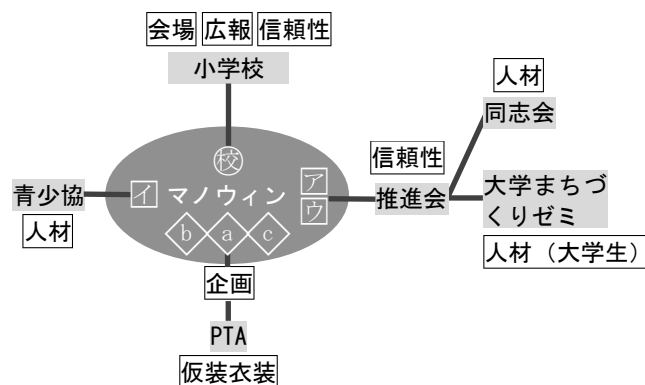 会場 広報 信頼性
小学校
人材
同志会
校
信頼性
ア
青少協
イ マノウィン
推進会
大学まちづ
くりゼミ
ウ
人材
b a c
人材（大学生）
企画
PTA
仮装衣装